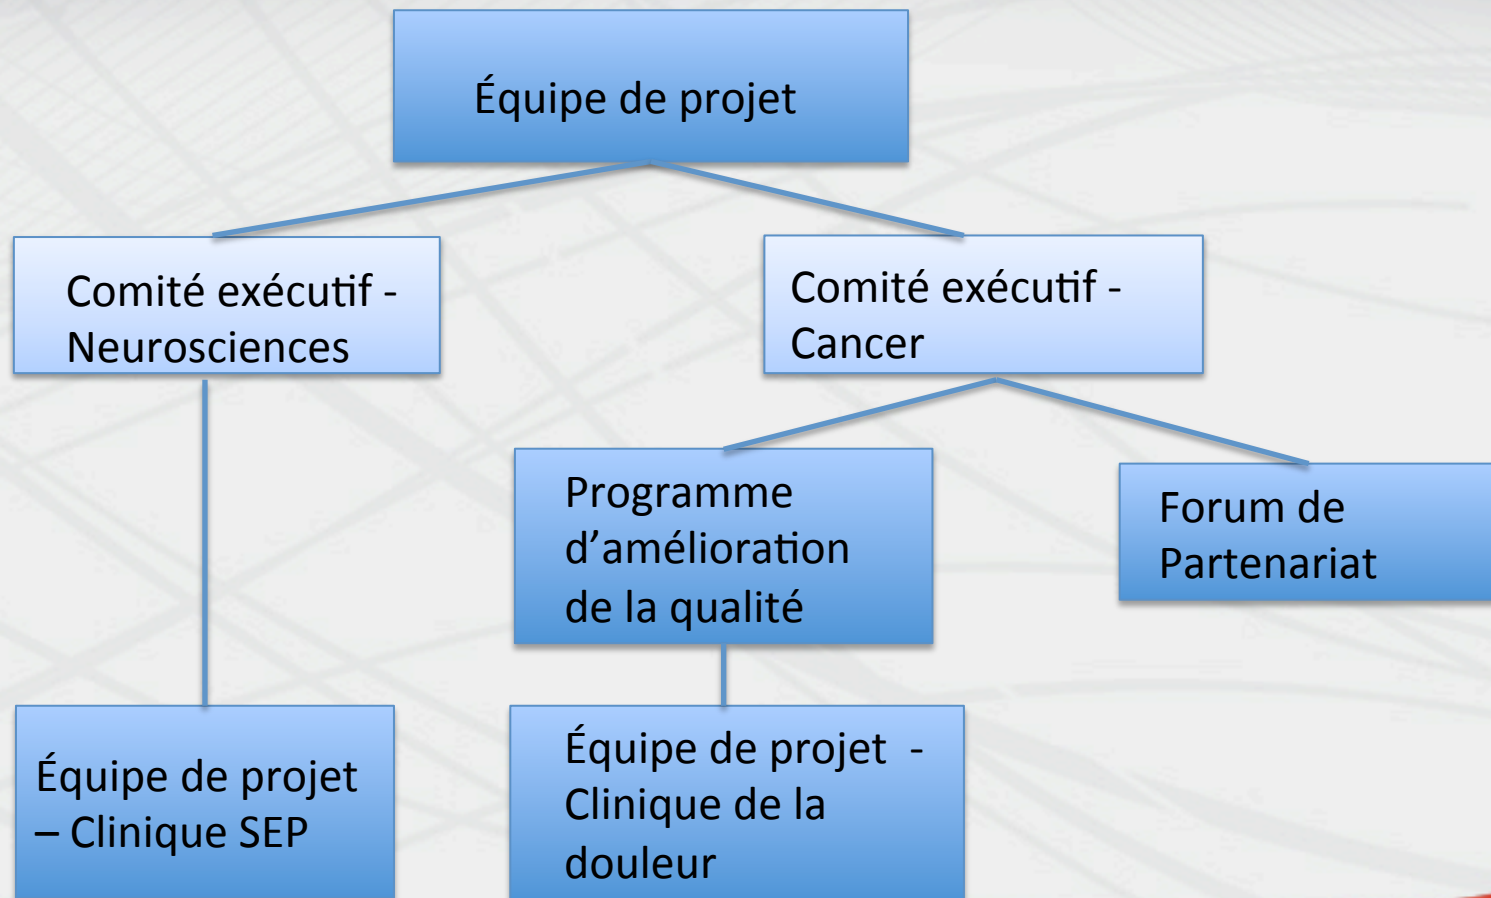 Équipe de projet
Comité exécutif -
Neurosciences
Comité exécutif -
Cancer
Programme
d’amélioration
de la qualité
Forum de
Partenariat
Équipe de projet
– Clinique SEP
Équipe de projet  -
Clinique de la
douleur